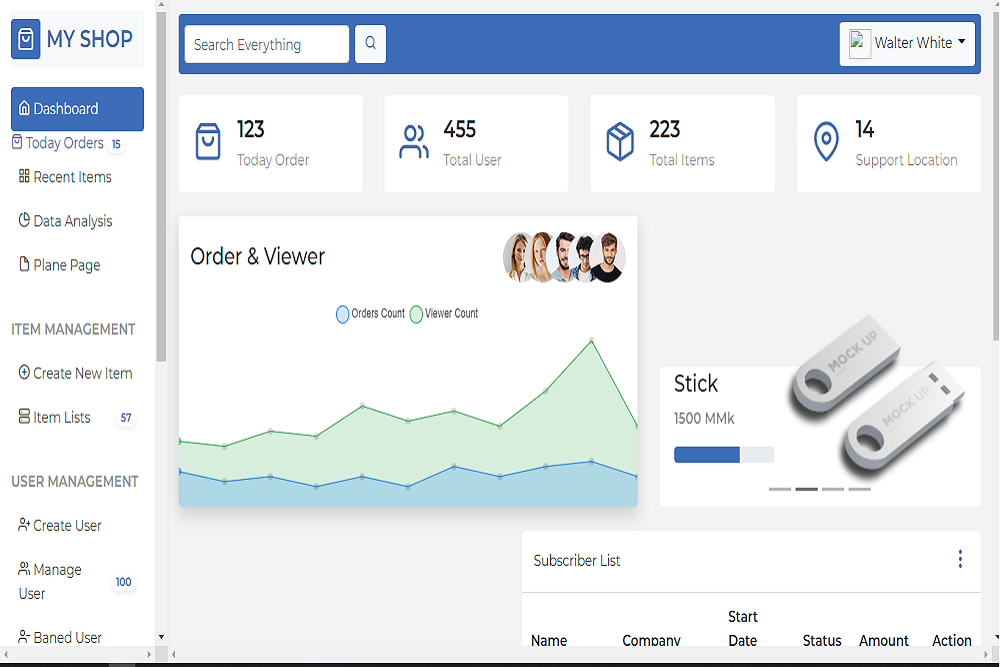 MY SHOP
Dashboard
Today Orders 15
Recent Items
Data Analysis
Plane Page
ITEM MANAGEMENT
Create New Item
Item Lists 57
USER MANAGEMENT
Create User
Manage
User 100
Baned User
Search Everything
Walter White
123
Today Order
455
Total User
223
Total Items
14
Support Location
Order & Viewer
Orders Count Viewer Count
Stick
1500 MMk
MOCK UP
MOCK UP
Subscriber List
Name Company Start
Date Status Amount Action